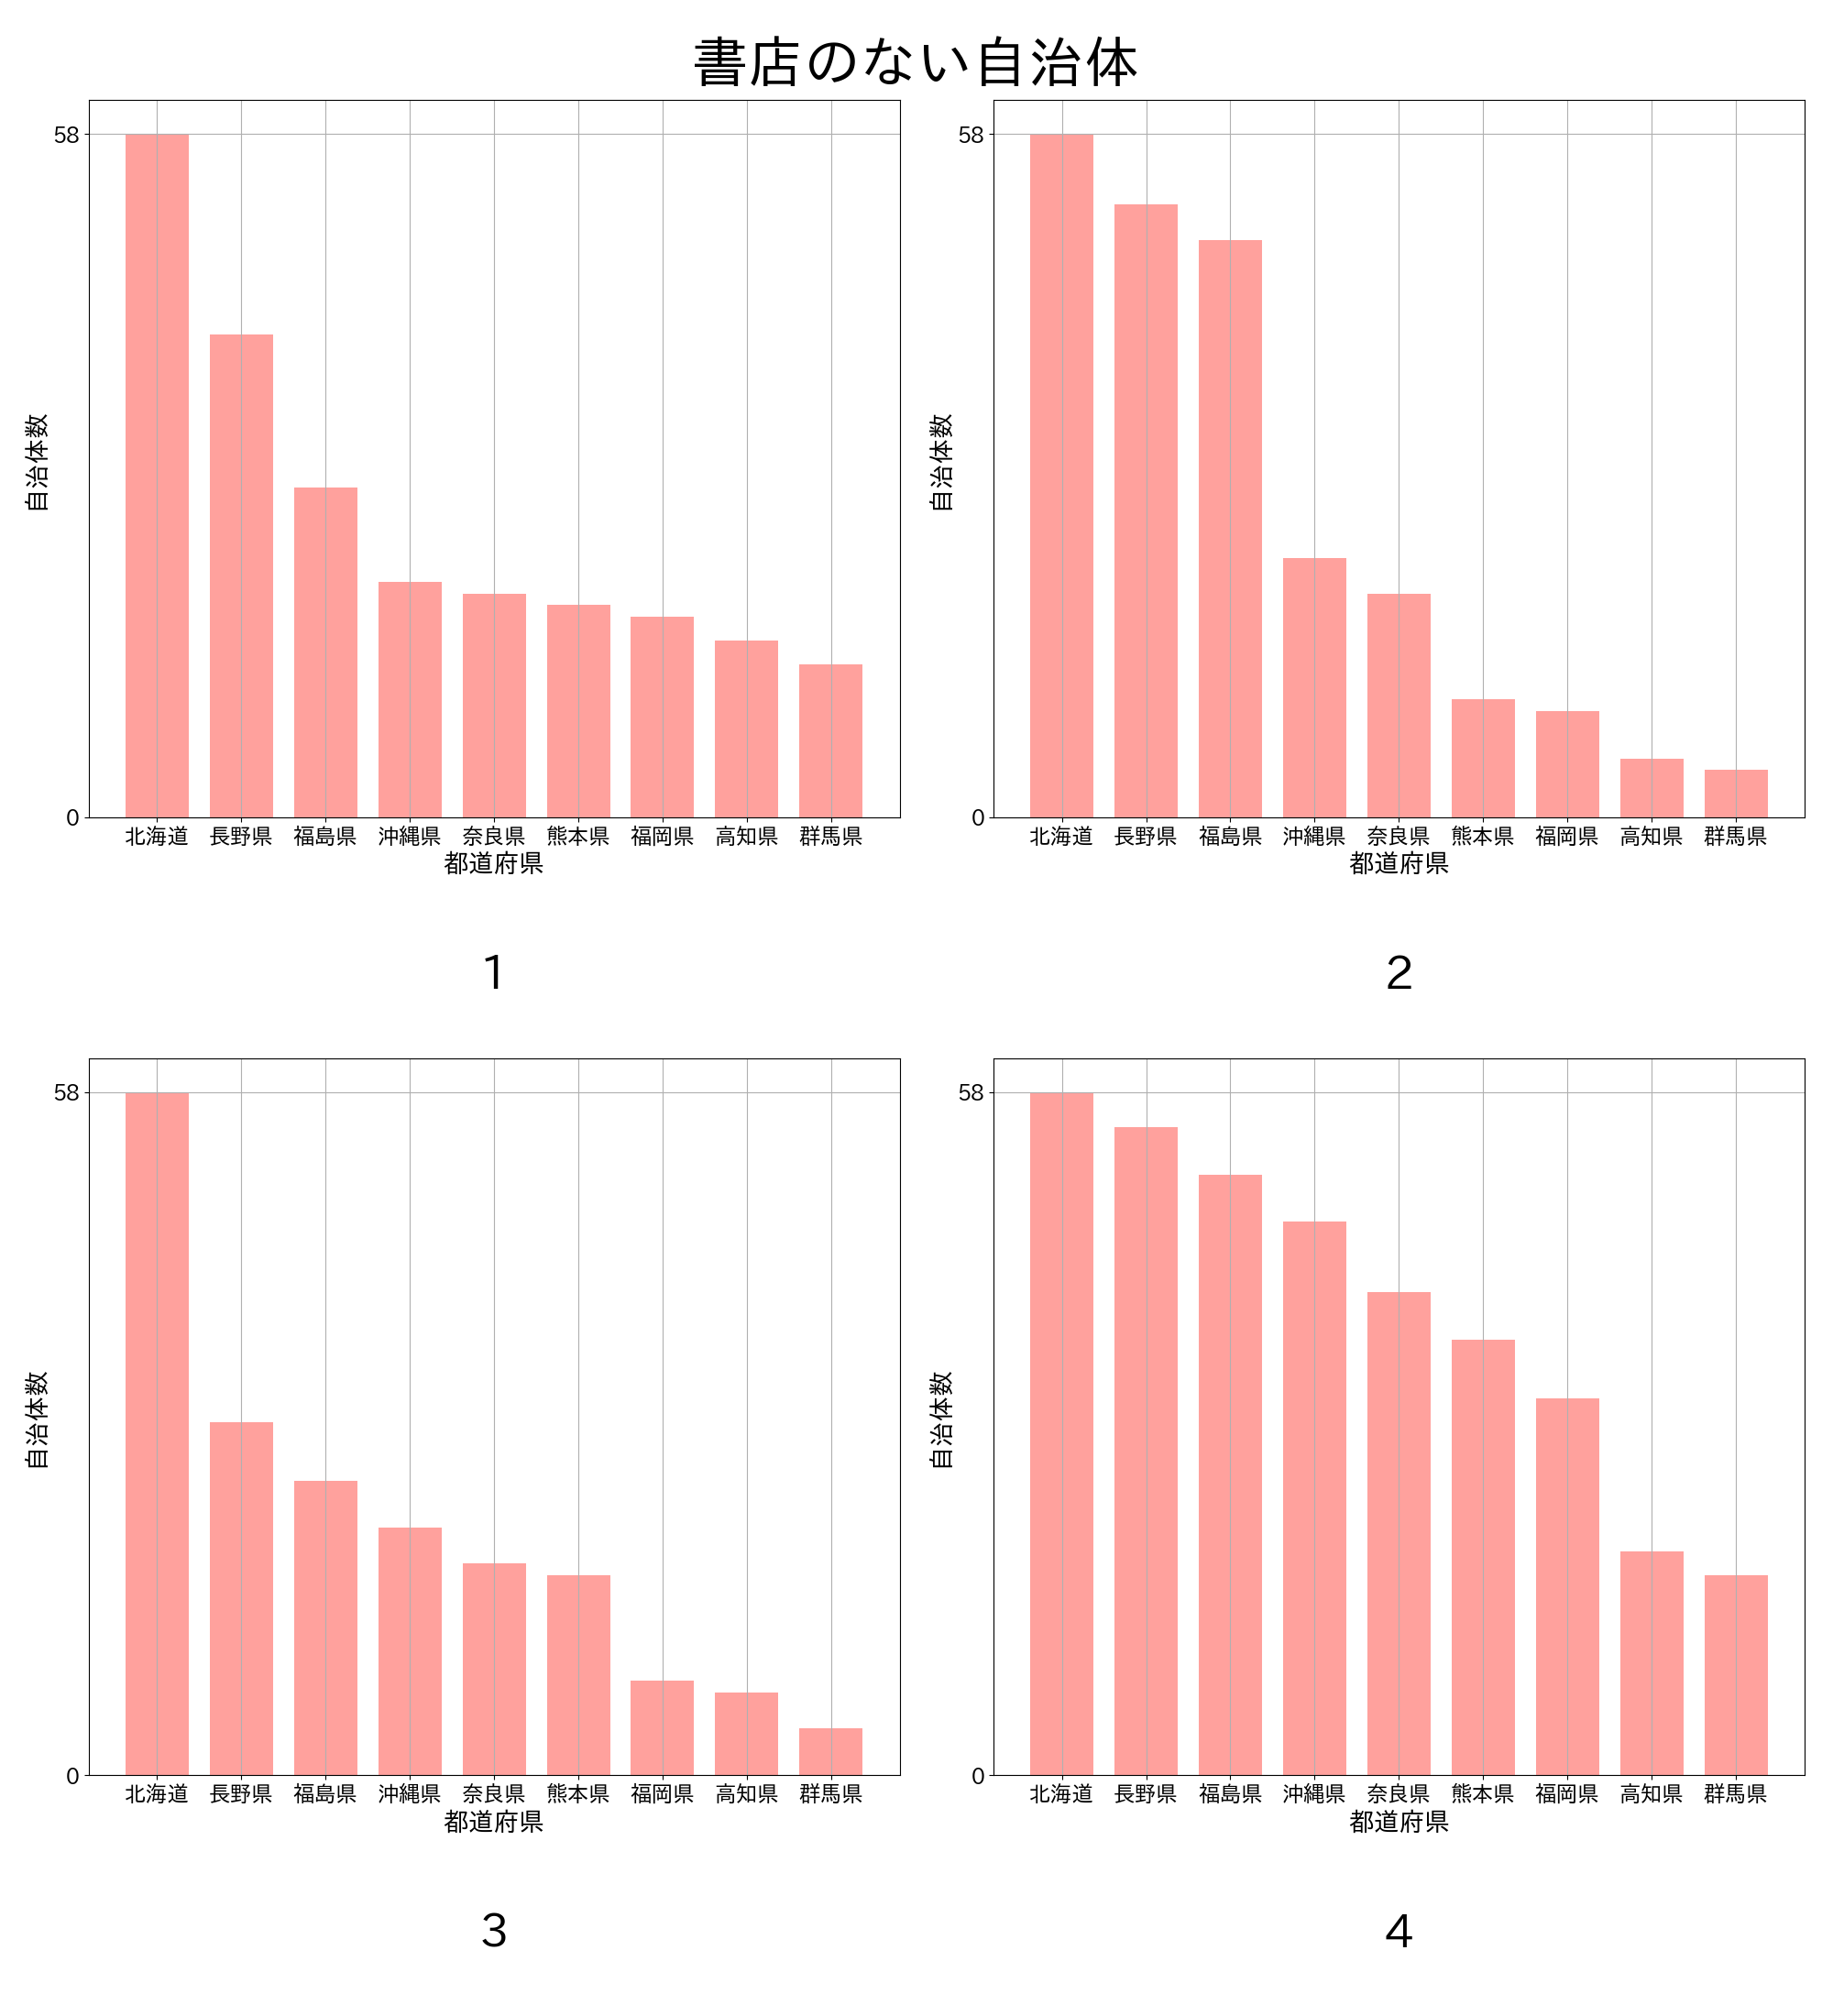 書店のない自治体
58
0
自治体数
北海道 長野県 福島県 沖縄県 奈良県 熊本県 福岡県 高知県 群馬県
都道府県
1
58
0
自治体数
北海道 長野県 福島県 沖縄県 奈良県 熊本県 福岡県 高知県 群馬県
都道府県
2
58
0
自治体数
北海道 長野県 福島県 沖縄県 奈良県 熊本県 福岡県 高知県 群馬県
都道府県
3
58
0
自治体数
北海道 長野県 福島県 沖縄県 奈良県 熊本県 福岡県 高知県 群馬県
都道府県
4